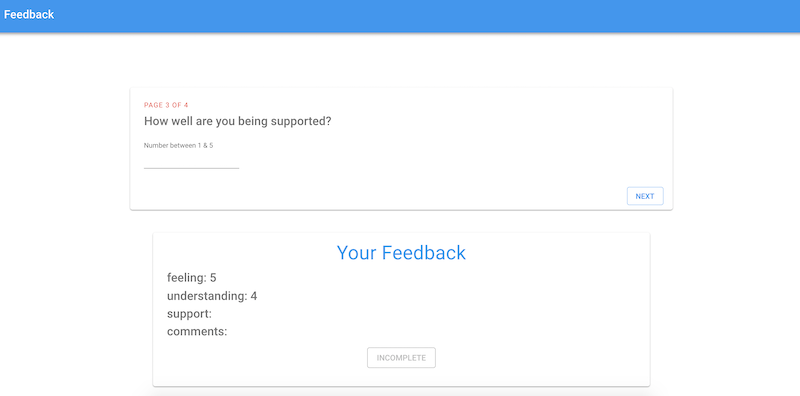 Feedback
PAGE 3 OF 4
How well are you being supported?
Number between 1 & 5
NEXT
Your Feedback
feeling: 5
understanding: 4
support:
comments:
INCOMPLETE